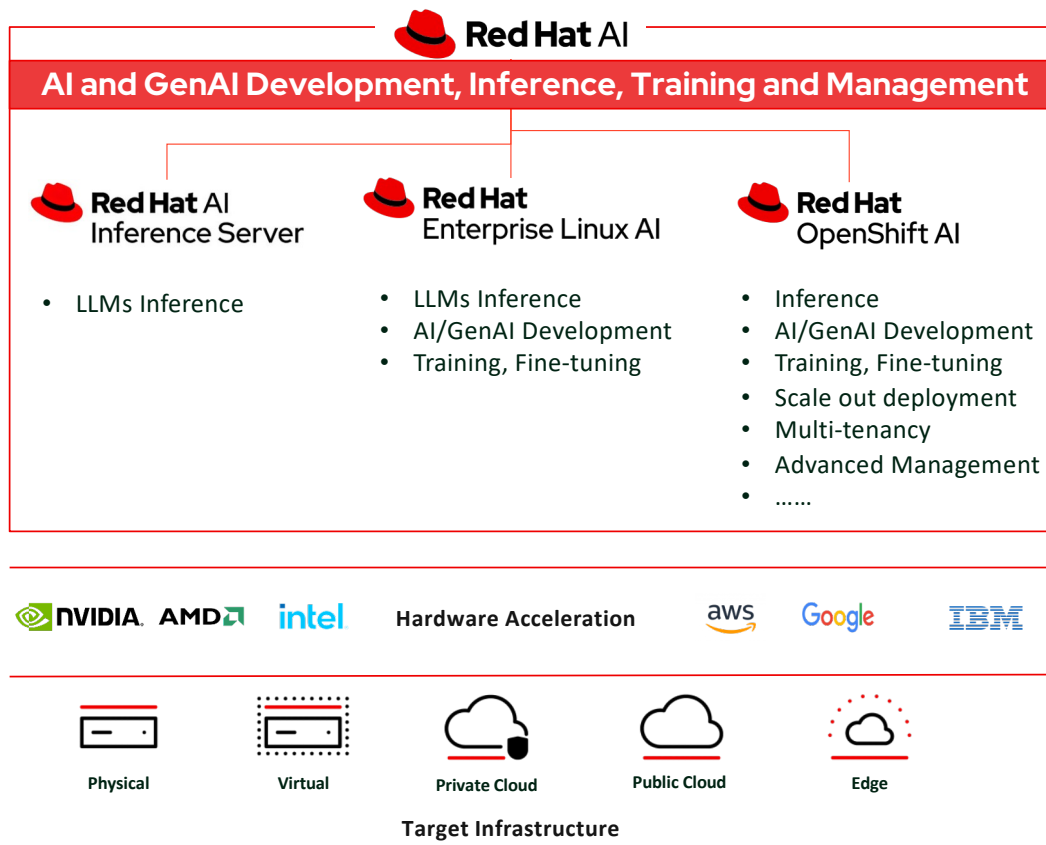 Red Hat AI
AI and GenAI Development, Inference, Training and Management
Red Hat AI
Inference Server
• LLMs Inference
Red Hat
Enterprise Linux AI
• LLMs Inference
• AI/GenAI Development
• Training, Fine-tuning
Red Hat
OpenShift AI
• Inference
• AI/GenAI Development
• Training, Fine-tuning
• Scale out deployment
• Multi-tenancy
• Advanced Management
• ......
NVIDIA.
AMD
intel
Hardware Acceleration
aws
Google
IBM
Physical
Virtual
Private Cloud
Public Cloud
Edge
Target Infrastructure